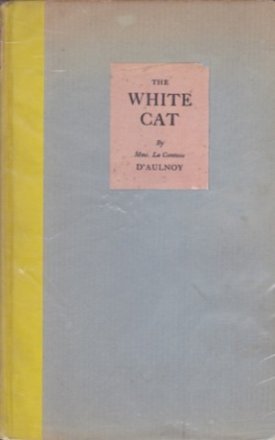 THE
WHITE
CAT
By
Mme. La Comtesse
D'AULNOY